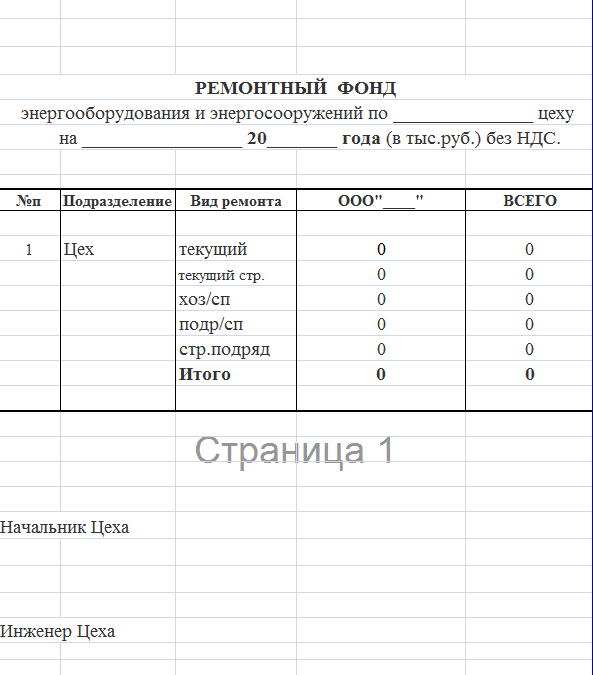 РЕМОНТНЫЙ ФОНД
энергооборудования и энергосооружений по ________________ цеху
на __________________ 20________ года (в тыс.руб.) без НДС.
№п Подразделение Вид ремонта ООО"____" ВСЕГО
1 Цех текущий 0 0
текущий стр. 0 0
хоз/сп 0 0
подр/сп 0 0
стр.подряд 0 0
Итого 0 0
Страница 1
Начальник Цеха
Инженер Цеха